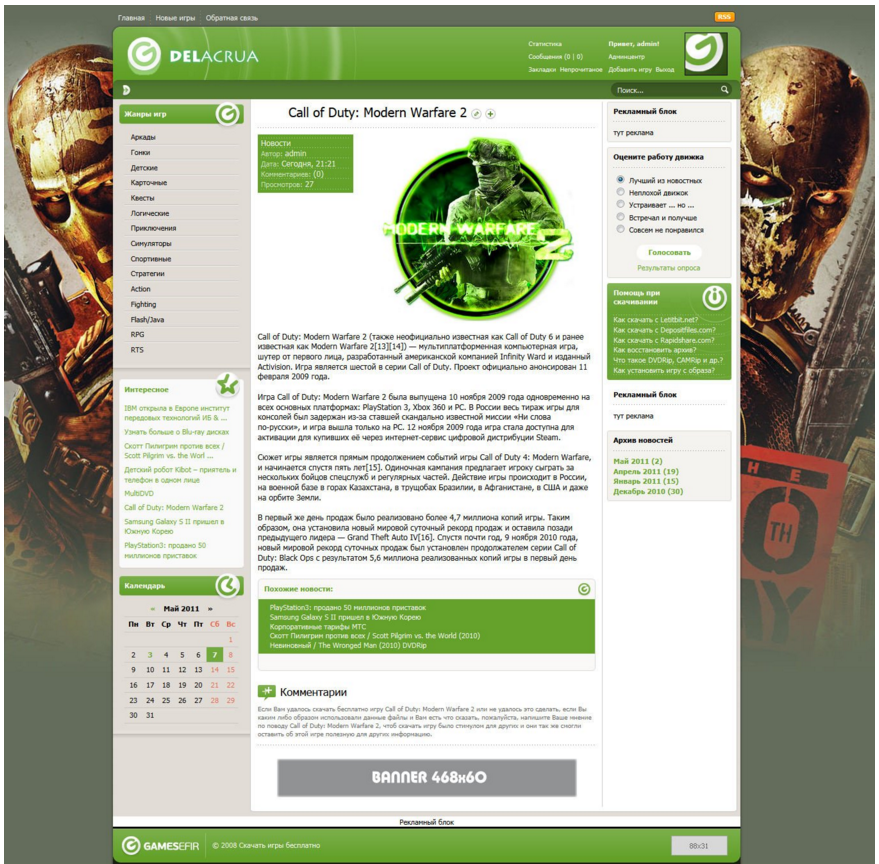 Главная Новые игры Обратная связь
RSS
DELACRUA
Статистика
Сообщения (0 | 0)
Закладки Непрочитаное
Привет, admin!
Админцентр
Добавить игру Выход
Поиск...
Жанры игр
Аркады
Гонки
Детские
Карточные
Квесты
Логические
Приключения
Симуляторы
Спортивные
Стратегии
Action
Fighting
Flash/Java
RPG
RTS
Интересное
IBM открыла в Европе институт
передовых технологий ИБ & ...
Узнать больше о Blu-ray дисках
Скотт Пилигрим против всех /
Scott Pilgrim vs. the Worl ...
Детский робот Kibot – приятель и
телефон в одном лице
MultiDVD
Call of Duty: Modern Warfare 2
Samsung Galaxy S II пришел в
Южную Корею
PlayStation3: продано 50
миллионов приставок
Календарь
« Май 2011 »
Пн Вт Ср Чт Пт Сб Вс
1
2 3 4 5 6 7 8
9 10 11 12 13 14 15
16 17 18 19 20 21 22
23 24 25 26 27 28 29
30 31
Call of Duty: Modern Warfare 2
Новости
Автор: admin
Дата: Сегодня, 21:21
Комментариев: (0)
Просмотров: 27
MODERN WARFARE
2
Call of Duty: Modern Warfare 2 (также неофициально известная как Call of Duty 6 и ранее
известная как Modern Warfare 2[13][14]) — мультиплатформенная компьютерная игра,
шутер от первого лица, разработанный американской компанией Infinity Ward и изданный
Activision. Игра является шестой в серии Call of Duty. Проект официально анонсирован 11
февраля 2009 года.
Игра Call of Duty: Modern Warfare 2 была выпущена 10 ноября 2009 года одновременно на
всех основных платформах: PlayStation 3, Xbox 360 и PC. В России весь тираж игры для
консолей был задержан из-за ставшей скандально известной миссии «Ни слова
по-русски», и игра вышла только на PC. 12 ноября 2009 года игра стала доступна для
активации для купивших её через интернет-сервис цифровой дистрибуции Steam.
Сюжет игры является прямым продолжением событий игры Call of Duty 4: Modern Warfare,
и начинается спустя пять лет[15]. Одиночная кампания предлагает игроку сыграть за
нескольких бойцов спецслужб и регулярных частей. Действие игры происходит в России,
на военной базе в горах Казахстана, в трущобах Бразилии, в Афганистане, в США и даже
на орбите Земли.
В первый же день продаж было реализовано более 4,7 миллиона копий игры. Таким
образом, она установила новый мировой суточный рекорд продаж и оставила позади
предыдущего лидера — Grand Theft Auto IV[16]. Спустя почти год, 9 ноября 2010 года,
новый мировой рекорд суточных продаж был установлен продолжателем серии Call of
Duty: Black Ops с результатом 5,6 миллиона реализованных копий игры в первый день
продаж.
Похожие новости:
PlayStation3: продано 50 миллионов приставок
Samsung Galaxy S II пришел в Южную Корею
Корпоративные тарифы МТС
Скотт Пилигрим против всех / Scott Pilgrim vs. the World (2010)
Невиновный / The Wronged Man (2010) DVDRip
Комментарии
Если Вам удалось скачать бесплатно игру Call of Duty: Modern Warfare 2 или не удалось это сделать, если Вы
каким либо образом использовали данные файлы и Вам есть что сказать, пожалуйста, напишите Ваше мнение
по поводу Call of Duty: Modern Warfare 2, чтоб скачать игру было стимулом для других и они так же смогли
оставить об этой игре полезную для других информацию.
BANNER 468x60
Рекламный блок
тут реклама
Оцените работу движка
Лучший из новостных
Неплохой движок
Устраивает ... но ...
Встречал и получше
Совсем не понравился
Голосовать
Результаты опроса
Помощь при
скачивании
Как скачать с Letitbit.net?
Как скачать с Depositfiles.com?
Как скачать с Rapidshare.com?
Как восстановить архив?
Что такое DVDRip, CAMRip и др.?
Как установить игру с образа?
Рекламный блок
тут реклама
Архив новостей
Май 2011 (2)
Апрель 2011 (19)
Январь 2011 (15)
Декабрь 2010 (30)
HE
TH
Рекламный блок
GAMESEFIR
© 2008 Скачать игры бесплатно
88x31